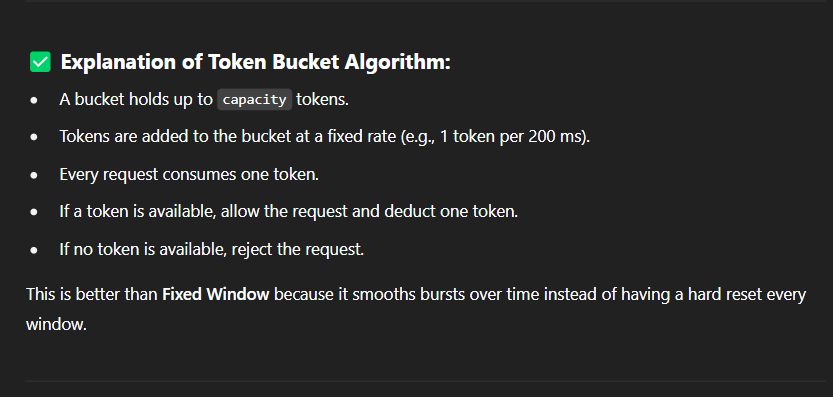 ✅ Explanation of Token Bucket Algorithm:
• A bucket holds up to capacity tokens.
• Tokens are added to the bucket at a fixed rate (e.g., 1 token per 200 ms).
• Every request consumes one token.
• If a token is available, allow the request and deduct one token.
• If no token is available, reject the request.
This is better than Fixed Window because it smooths bursts over time instead of having a hard reset every
window.